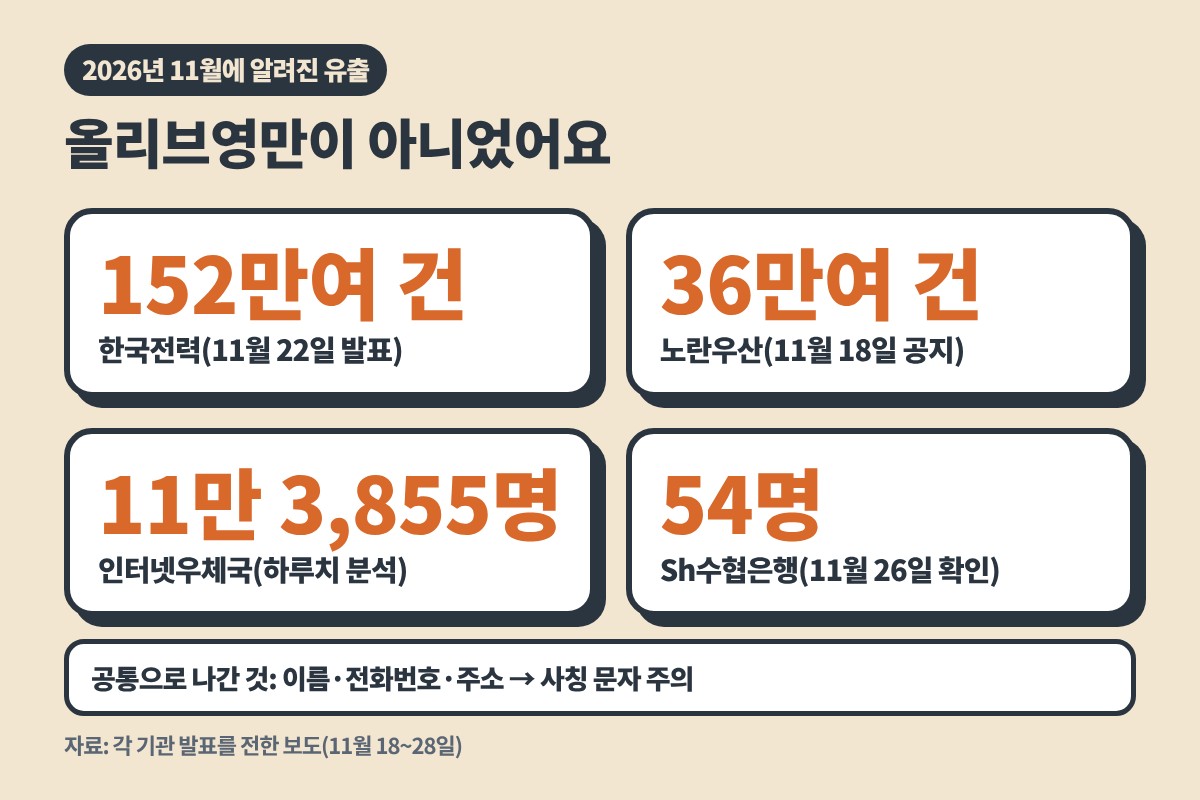 2026년 11월에 알려진 유출
올리브영만이 아니었어요
152만여 건
한국전력(11월 22일 발표)
36만여 건
노란우산(11월 18일 공지)
11만 3,855명
인터넷우체국(하루치 분석)
54명
Sh수협은행(11월 26일 확인)
공통으로 나간 것: 이름·전화번호·주소 → 사칭 문자 주의
자료: 각 기관 발표를 전한 보도(11월 18~28일)